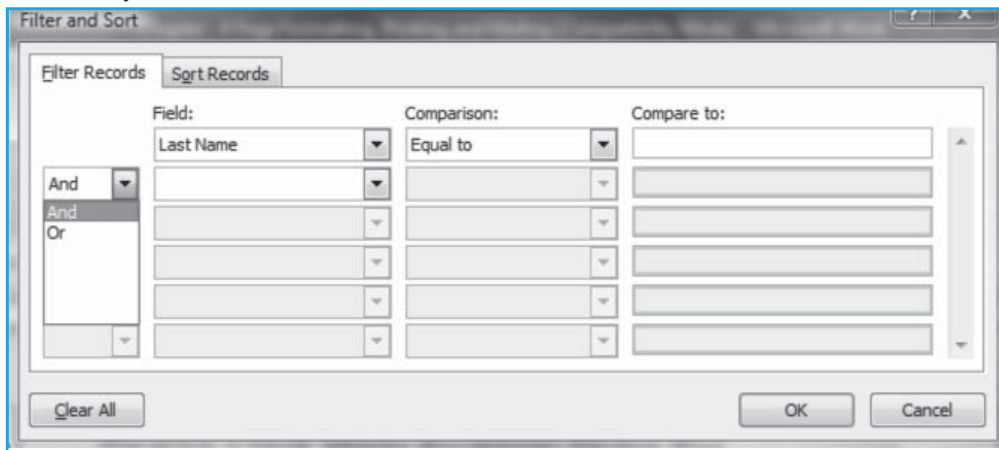 Filter and Sort
Filter Records Sort Records
Field: Comparison: Compare to:
Last Name Equal to
And
And
Or
Clear All OK Cancel